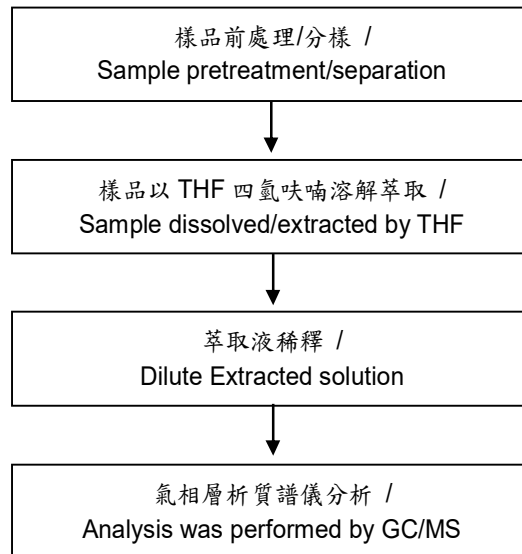 樣品前處理/分樣 /
Sample pretreatment/separation
樣品以 THF 四氫呋喃溶解萃取 /
Sample dissolved/extracted by THF
萃取液稀釋 /
Dilute Extracted solution
氣相層析質譜儀分析 /
Analysis was performed by GC/MS